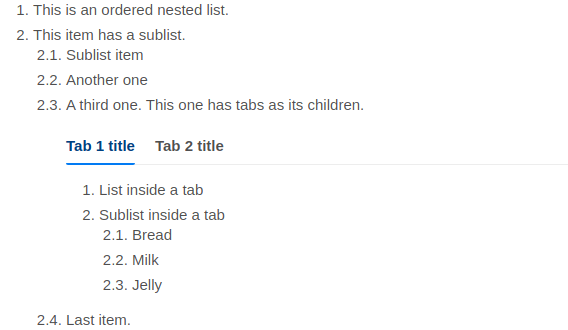 1. This is an ordered nested list.
2. This item has a sublist.
2.1. Sublist item
2.2. Another one
2.3. A third one. This one has tabs as its children.
Tab 1 title Tab 2 title
1. List inside a tab
2. Sublist inside a tab
2.1. Bread
2.2. Milk
2.3. Jelly
2.4. Last item.